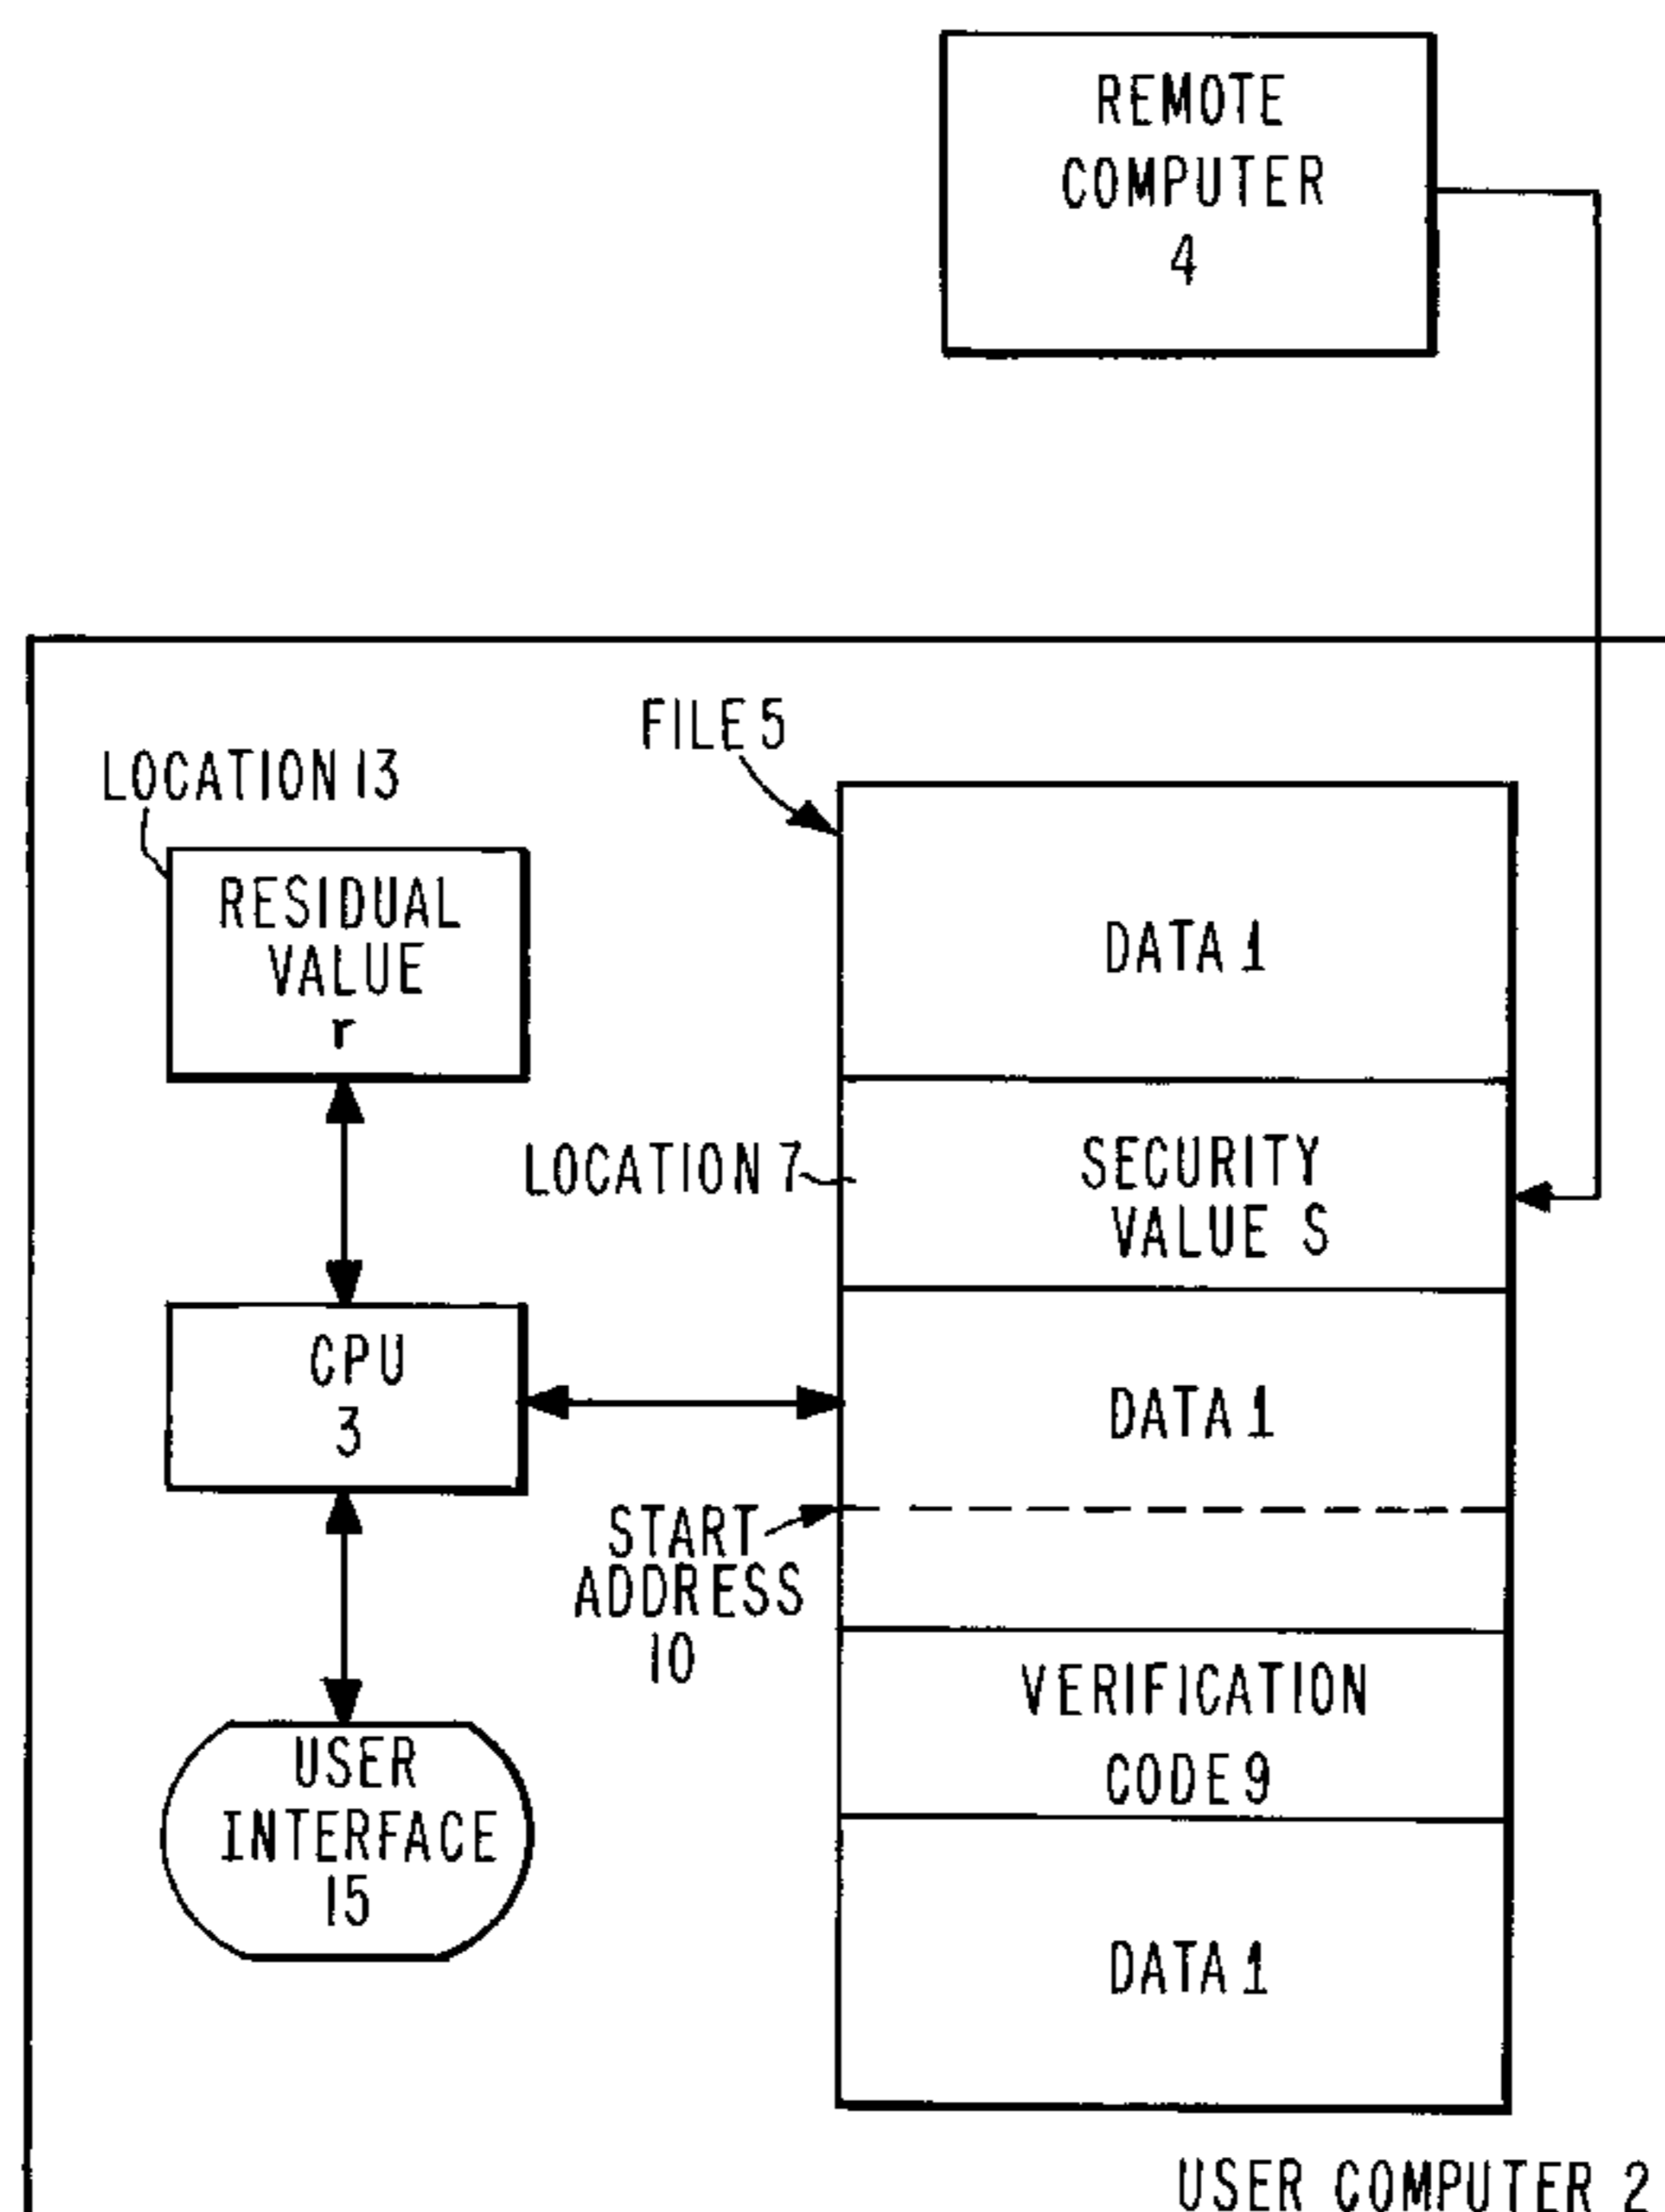 REMOTE
COMPUTER
4
FILE 5
LOCATION 13
RESIDUAL
VALUE
r
DATA 1
LOCATION 7
SECURITY
VALUE S
CPU
3
DATA 1
START
ADDRESS
10
VERIFICATION
CODE 9
USER
INTERFACE
15
DATA 1
USER COMPUTER 2